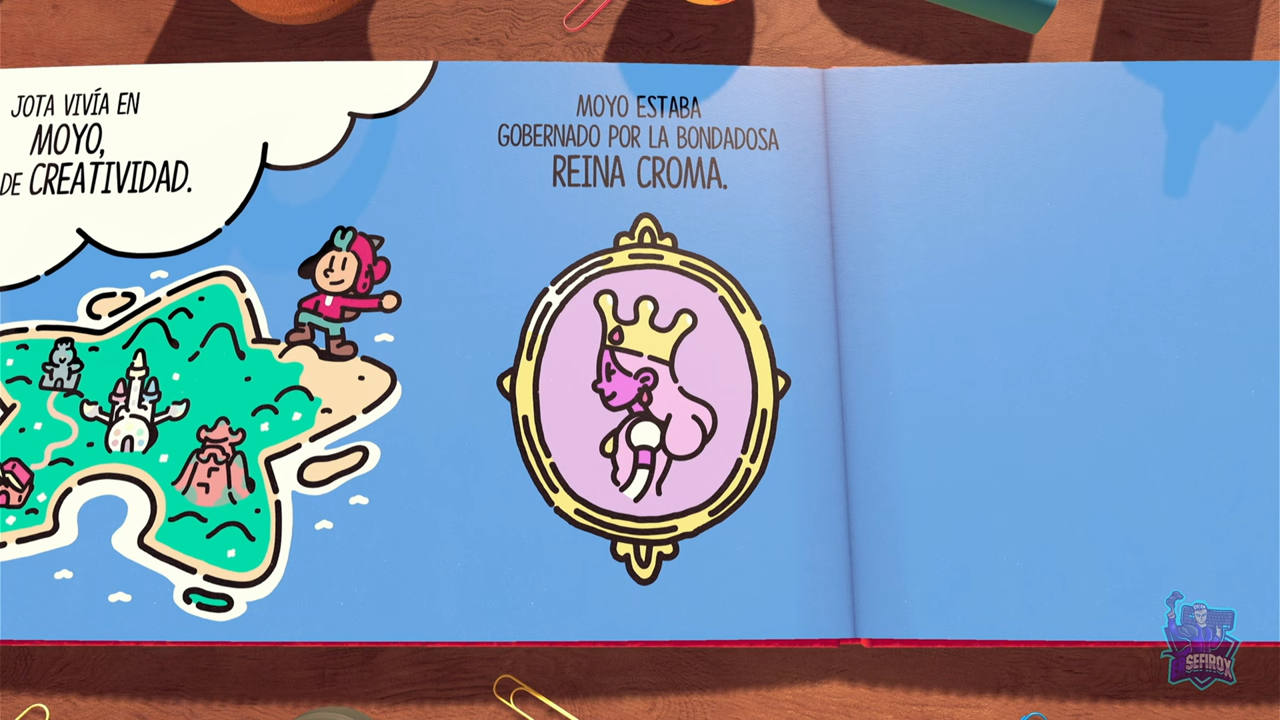 JOTA VIVÍA EN
MOYO,
DE CREATIVIDAD.
MOYO ESTABA
GOBERNADO POR LA BONDADOSA
REINA CROMA.
SEFIROX